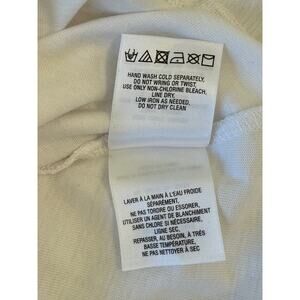 HAND WASH COLD SEPARATELY,
DO NOT WRING OR TWIST.
USE ONLY NON-CHLORINE BLEACH,
LINE DRY.
LOW IRON AS NEEDED.
DO NOT DRY CLEAN
LAVER À LA MAIN À L'EAU FROIDE
SÉPARÉMENT,
NE PAS TORDRE OU ESSORER,
UTILISER UN AGENT DE BLANCHIMENT
SANS CHLORE SI NÉCESSAIRE,
LIGNE SEC,
REPASSER, AU BESOIN, À TRÉS
BASSE TEMPÉRATURE,
NE PAS NETTOYER À SEC